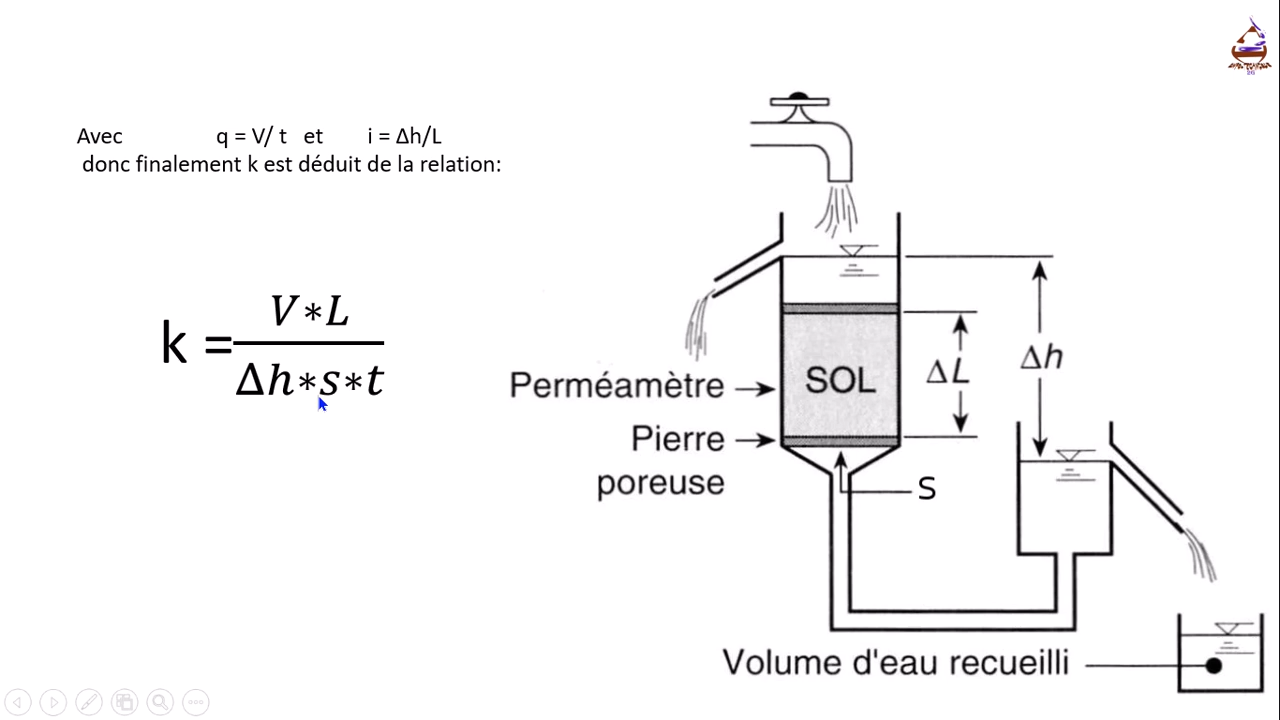 Avec q = V/ t et i = Δh/L
donc finalement k est déduit de la relation:
k = V∗L / Δh∗s∗t
SOL
ΔL
Δh
Perméamètre
Pierre
poreuse
S
Volume d'eau recueilli